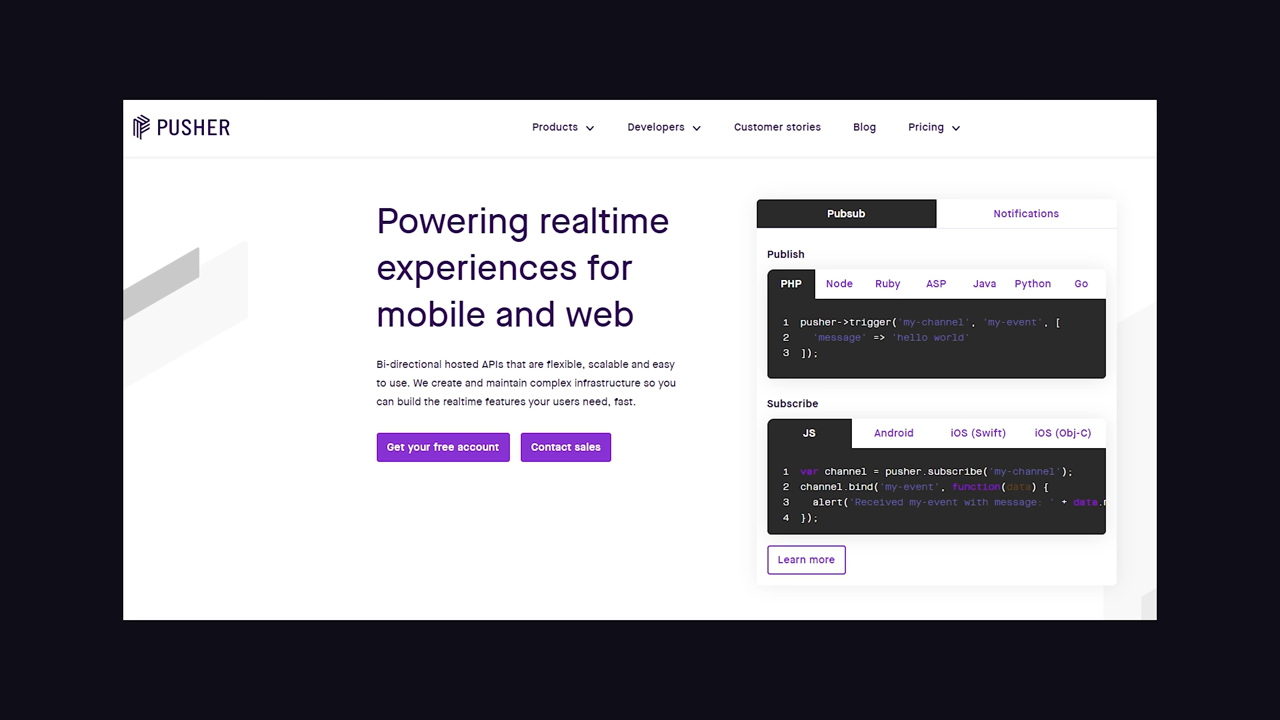 PUSHER
Products
Developers
Customer stories
Blog
Pricing
Powering realtime
experiences for
mobile and web
Bi-directional hosted APIs that are flexible, scalable and easy
to use. We create and maintain complex infrastructure so you
can build the realtime features your users need, fast.
Get your free account
Contact sales
Pubsub
Notifications
Publish
PHP Node Ruby ASP Java Python Go
1 pusher->trigger('my-channel', 'my-event', [
2 'message' => 'hello world'
3 ]);
Subscribe
JS Android iOS (Swift) iOS (Obj-C)
1 var channel = pusher.subscribe('my-channel');
2 channel.bind('my-event', function(data) {
3 alert('Received my-event with message: ' + data.
4 });
Learn more